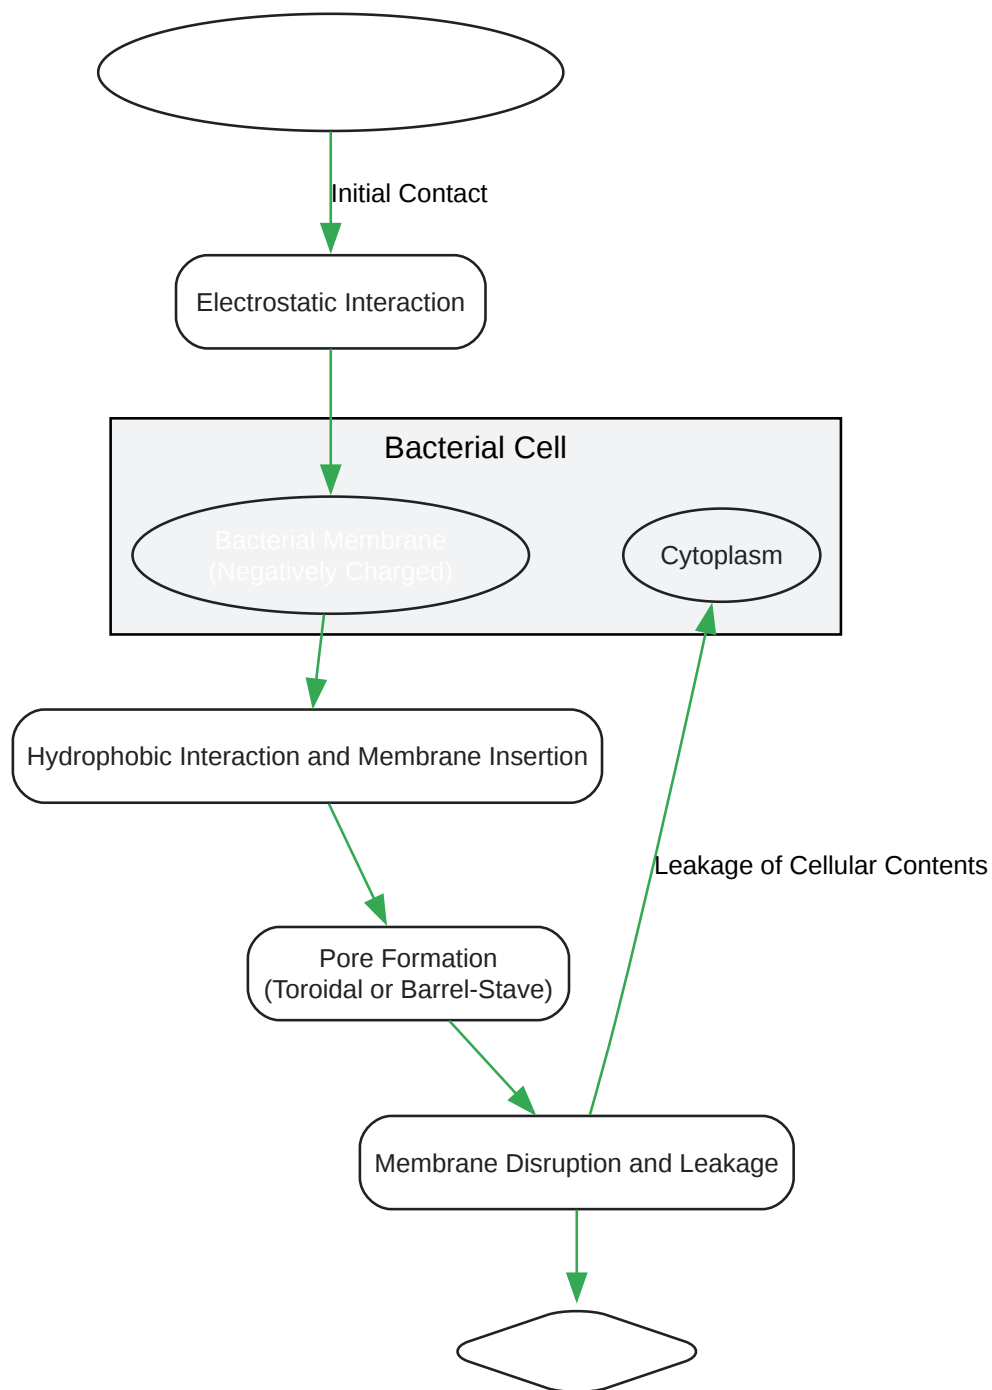 Initial Contact
Electrostatic Interaction
Bacterial Cell
Bacterial Membrane
(Negatively Charged)
Cytoplasm
Hydrophobic Interaction and Membrane Insertion
Leakage of Cellular Contents
Pore Formation
(Toroidal or Barrel-Stave)
Membrane Disruption and Leakage